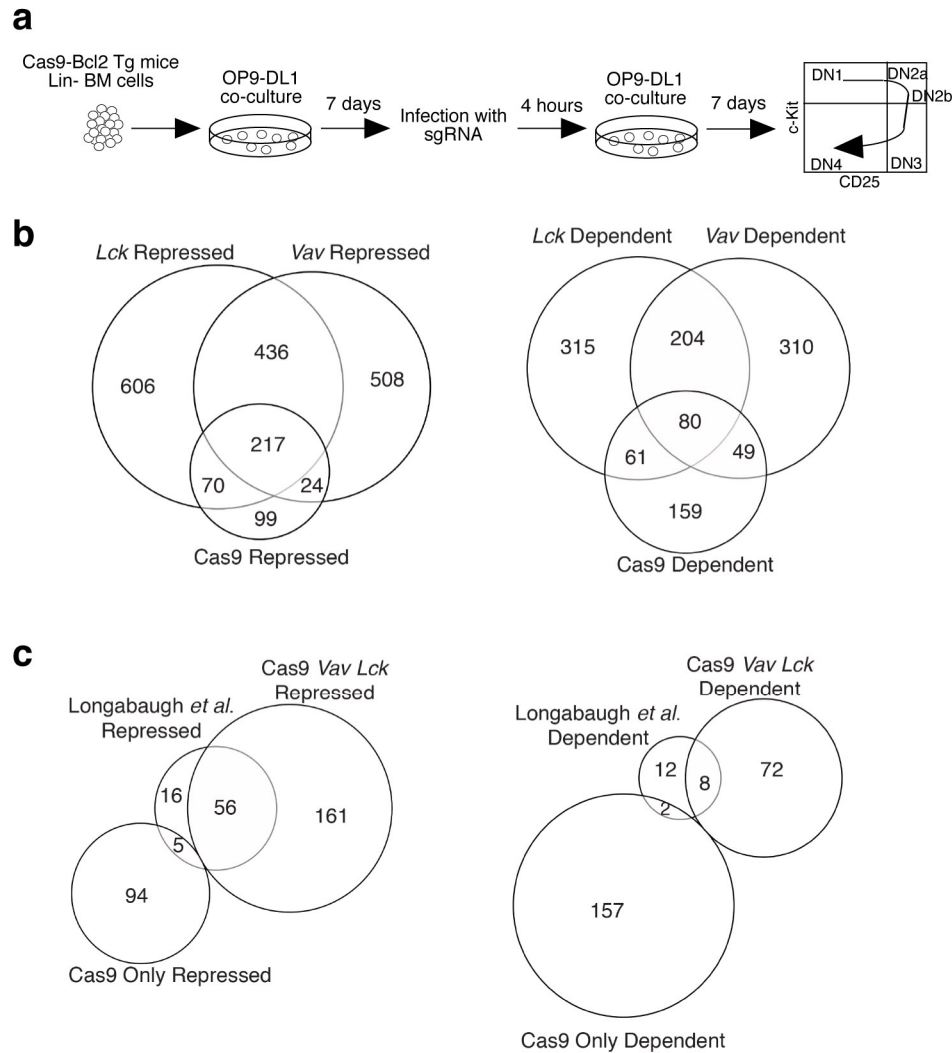 a
Cas9-Bcl2 Tg mice
Lin- BM cells
OP9-DL1
co-culture
7 days
Infection with
sgRNA
4 hours
OP9-DL1
co-culture
7 days
c-Kit
DN1
DN2a
DN2b
DN4
DN3
CD25
b
Lck Repressed
Vav Repressed
436
606
508
217
70
24
99
Cas9 Repressed
Lck Dependent
Vav Dependent
315
204
310
80
61
49
159
Cas9 Dependent
c
Cas9 Vav Lck
Repressed
Longabaugh et al.
Repressed
16
56
161
5
94
Cas9 Only Repressed
Cas9 Vav Lck
Dependent
Longabaugh et al.
Dependent
12
8
72
2
157
Cas9 Only Dependent